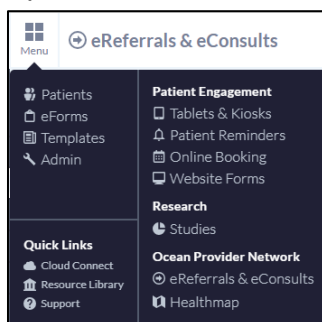 Menu
eReferrals & eConsults
Patients
eForms
Templates
Admin
Quick Links
Cloud Connect
Resource Library
Support
Patient Engagement
Tablets & Kiosks
Patient Reminders
Online Booking
Website Forms
Research
Studies
Ocean Provider Network
eReferrals & eConsults
Healthmap